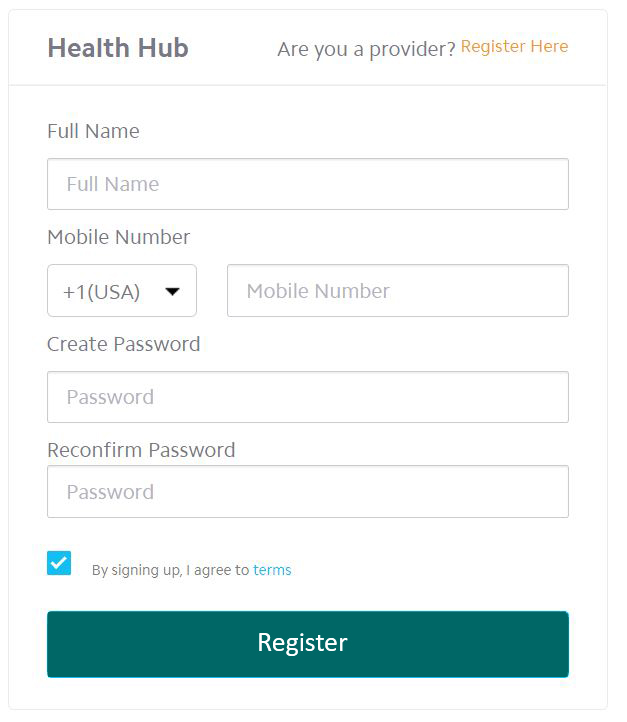 Health Hub
Are you a provider? Register Here
Full Name
Full Name
Mobile Number
+1(USA)
Mobile Number
Create Password
Password
Reconfirm Password
Password
By signing up, I agree to terms
Register